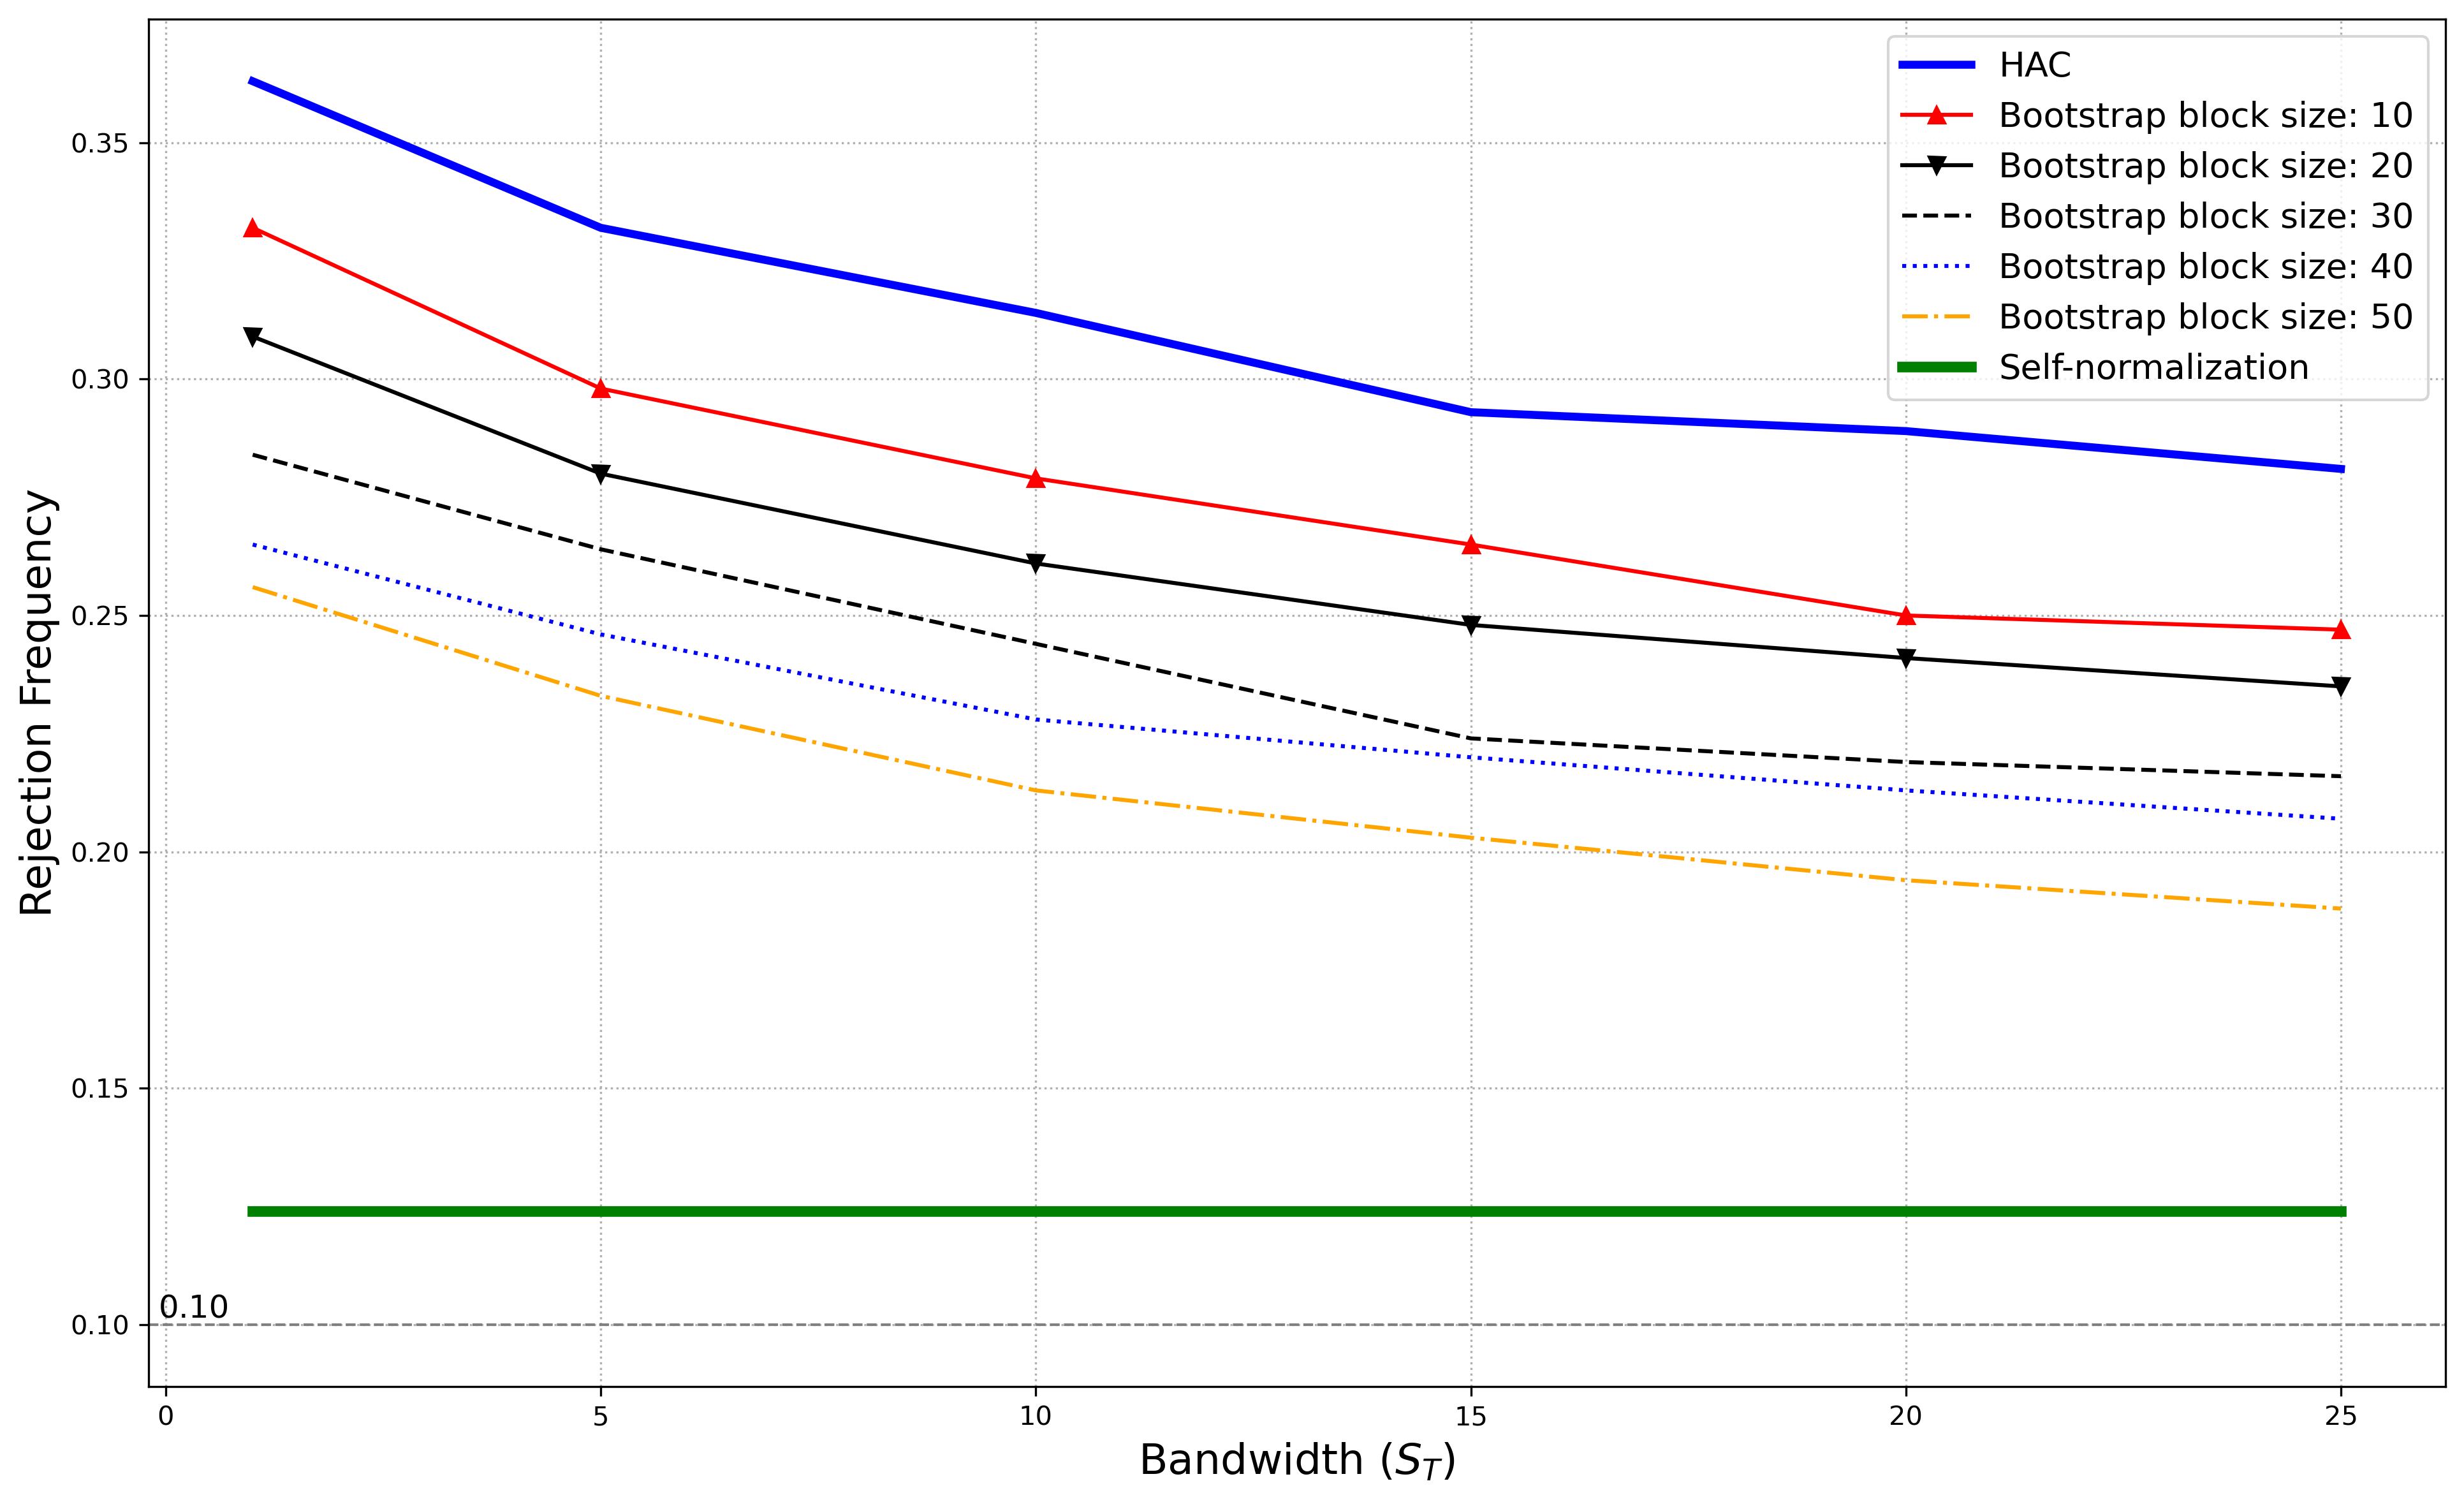 HAC
Bootstrap block size: 10
Bootstrap block size: 20
Bootstrap block size: 30
Bootstrap block size: 40
Bootstrap block size: 50
Self-normalization
Rejection Frequency
0.35
0.30
0.25
0.20
0.15
0.10
0.10
0 5 10 15 20 25
Bandwidth (S_T)